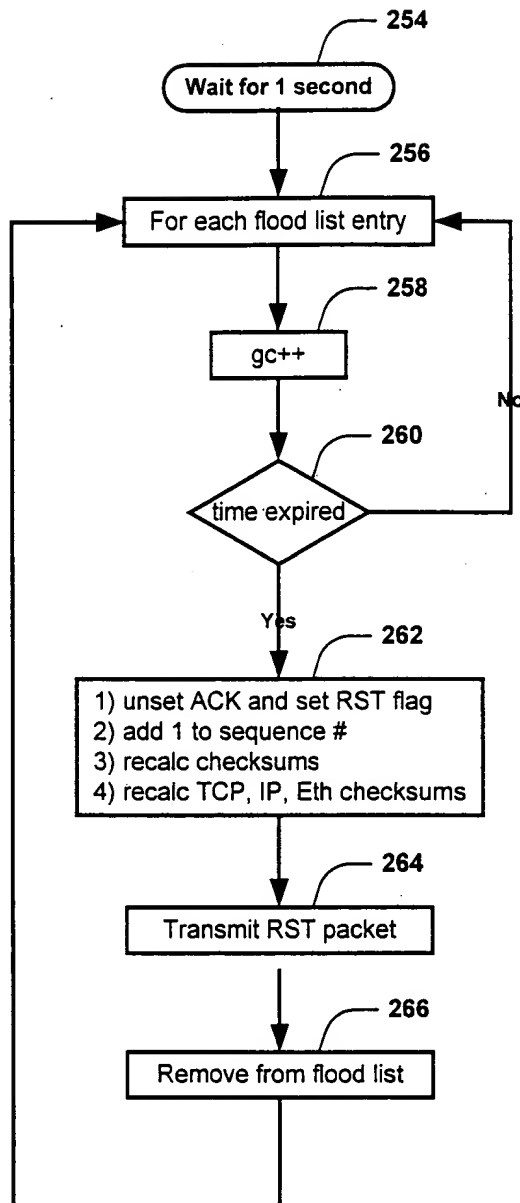 254
Wait for 1 second
256
For each flood list entry
258
gc++
No
260
time expired
Yes
262
1) unset ACK and set RST flag
2) add 1 to sequence #
3) recalc checksums
4) recalc TCP, IP, Eth checksums
264
Transmit RST packet
266
Remove from flood list